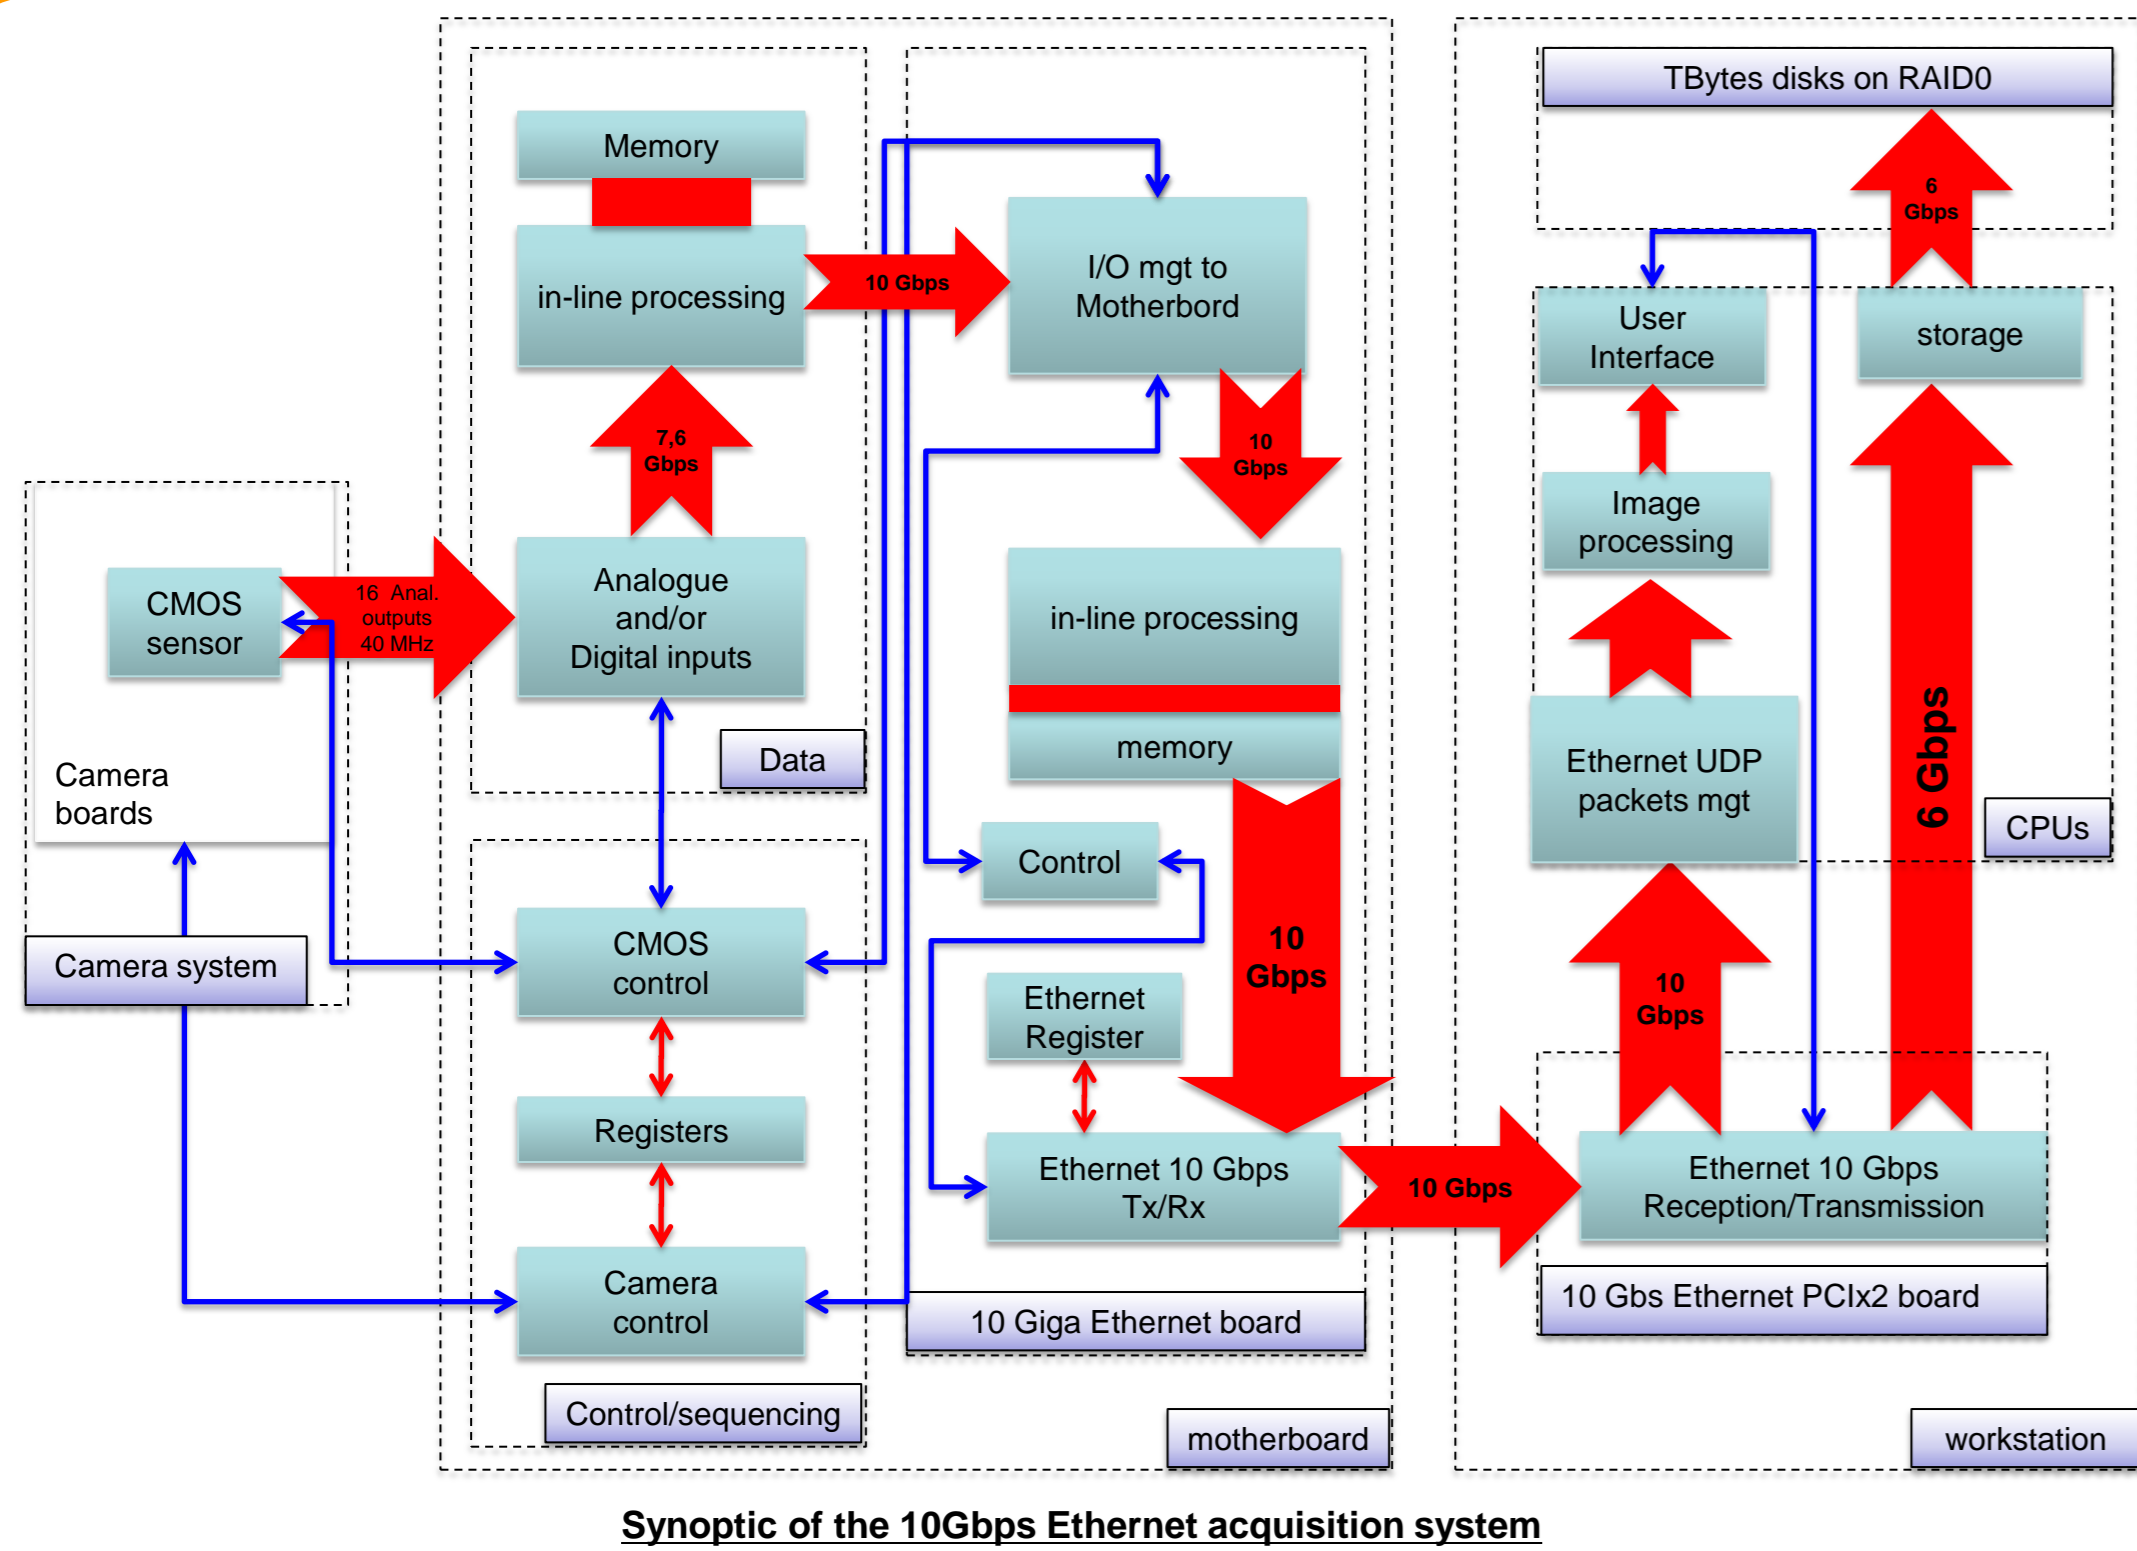 TBytes disks on RAID0
Memory
6
Gbps
in-line processing
10 Gbps
I/O mgt to
Motherbord
User
Interface
storage
7,6
Gbps
10
Gbps
Image
processing
CMOS
sensor
16  Anal.
outputs
40 MHz
Analogue
and/or
Digital inputs
in-line processing
memory
Data
Camera
boards
Ethernet UDP
packets mgt
6 Gbps
CPUs
Control
Camera system
CMOS
control
10
Gbps
Ethernet
Register
10
Gbps
Registers
Ethernet 10 Gbps
Tx/Rx
10 Gbps
Ethernet 10 Gbps
Reception/Transmission
Camera
control
10 Giga Ethernet board
10 Gbs Ethernet PCIx2 board
Control/sequencing
motherboard
workstation
Synoptic of the 10Gbps Ethernet acquisition system